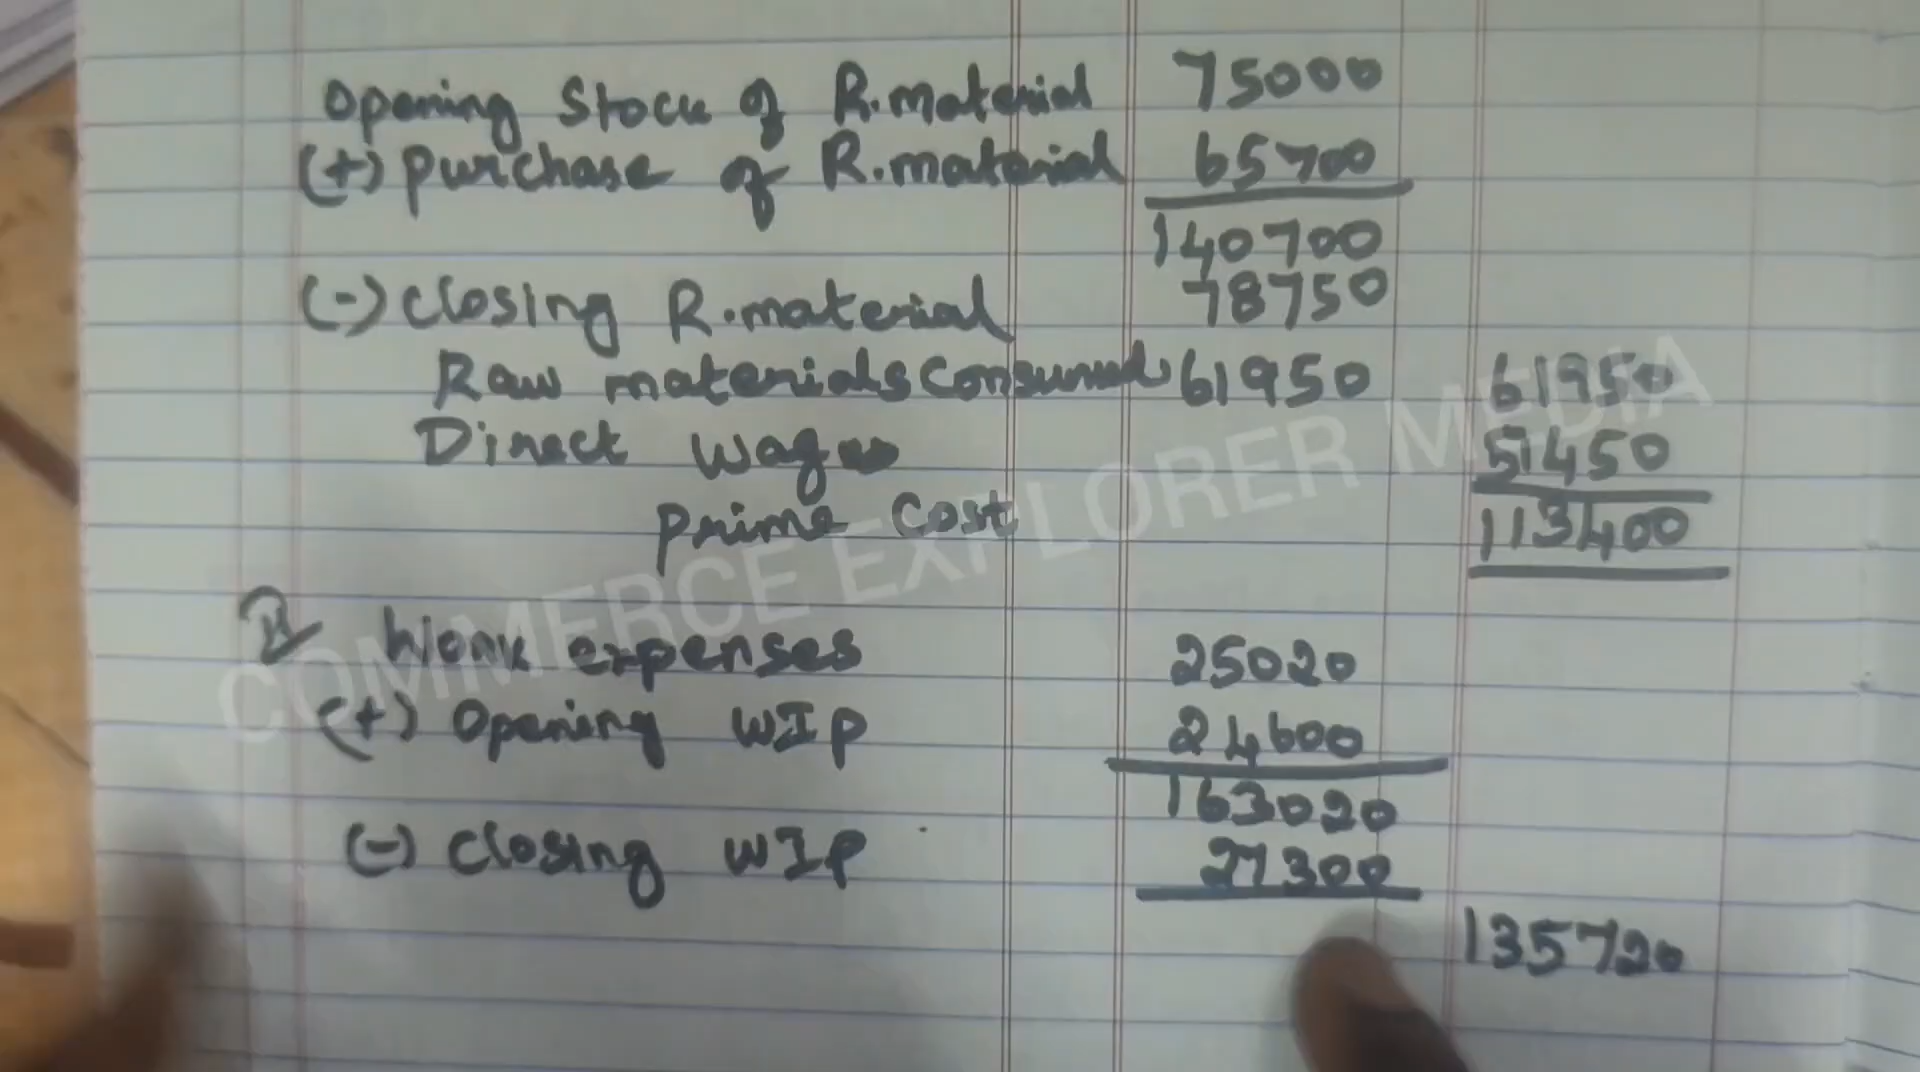 Opening Stock of R.material 75000
(+) purchase of R.material 65700
140700
(-) closing R.material 78750
Raw materials Consumed 61950 61950
Direct wages 51450
prime Cost 113400
Work expenses 25020
(+) Opening WIP 24600
163020
(-) closing WIP 27300
135720
COMMERCE EXPLORER MEDIA